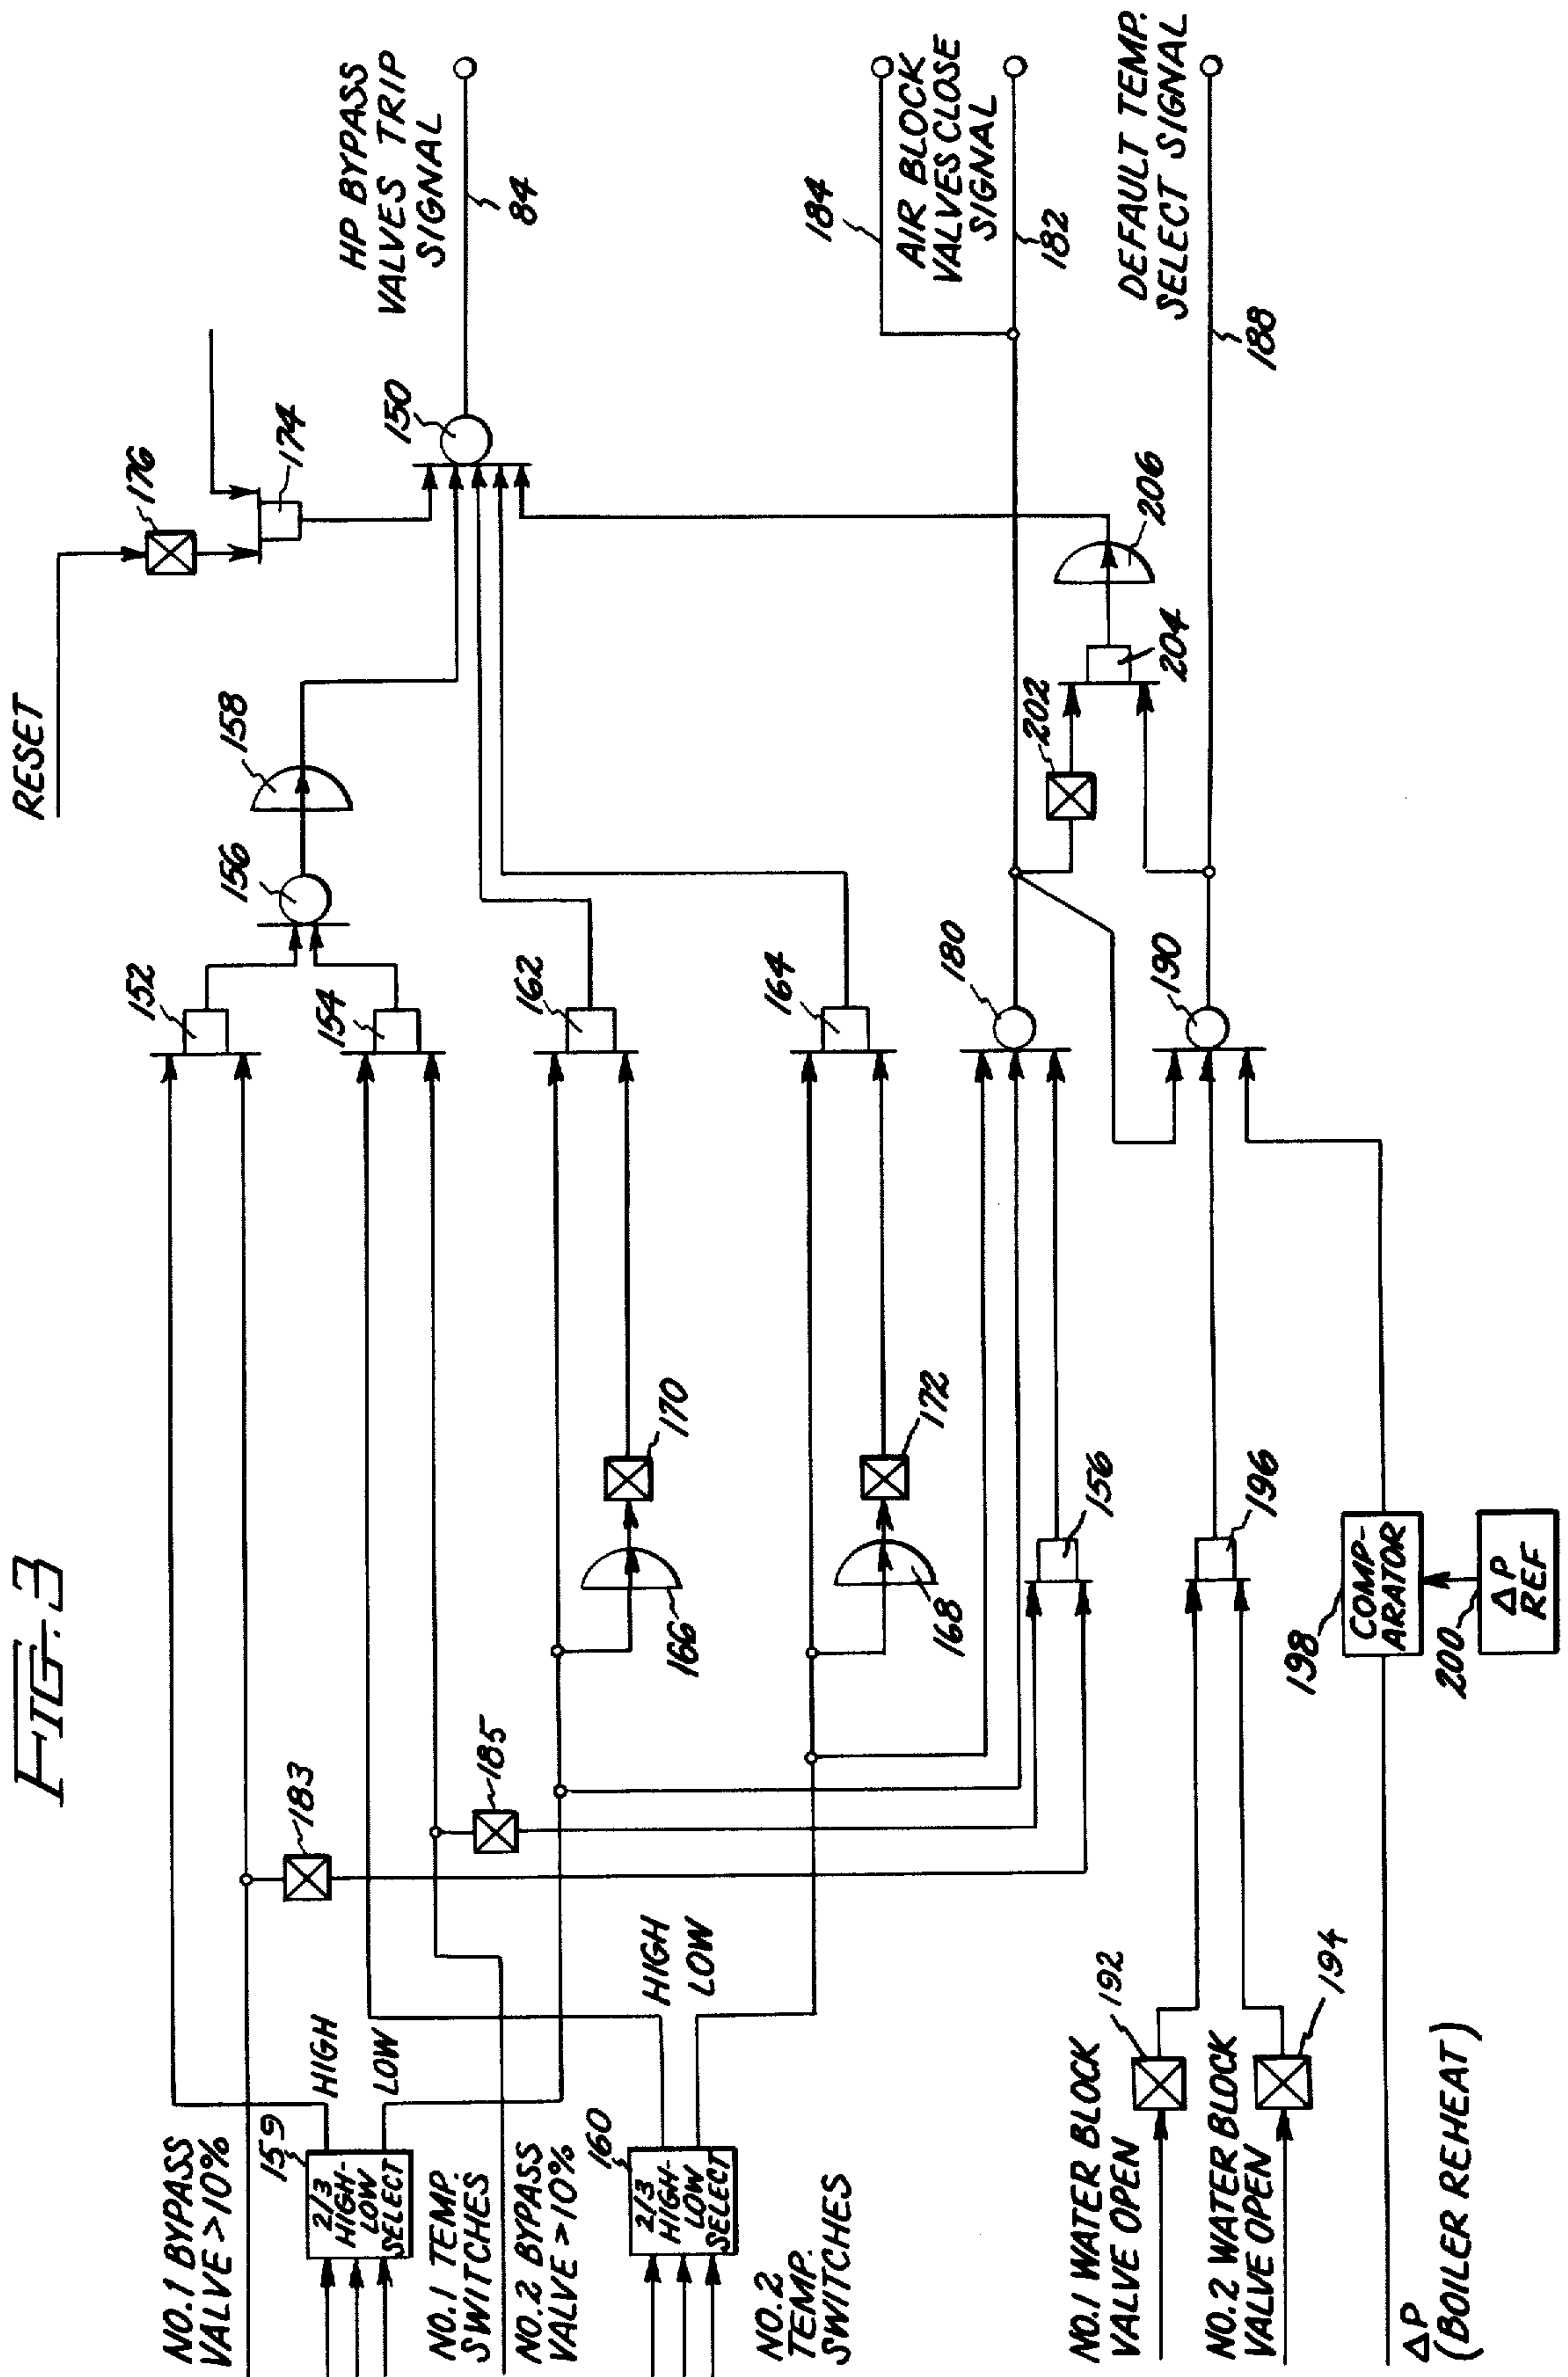 FIG. 3
RESET
176
174
HP BYPASS
VALVES TRIP
SIGNAL
150
84
158
156
152
154
162
164
NO. 1 BYPASS
VALVE > 10%
183
159
2/3
HIGH-
LOW
SELECT
HIGH
LOW
185
NO. 1 TEMP.
SWITCHES
NO. 2 BYPASS
VALVE > 10%
166
170
160
2/3
HIGH-
LOW
SELECT
HIGH
LOW
168
172
NO. 2
TEMP.
SWITCHES
180
184
AIR BLOCK
VALVES CLOSE
SIGNAL
182
156
202
204
206
190
DEFAULT TEMP.
SELECT SIGNAL
188
NO. 1 WATER BLOCK
VALVE OPEN
192
196
NO. 2 WATER BLOCK
VALVE OPEN
194
198
COMP-
ARATOR
200
ΔP
REF
ΔP
(BOILER REHEAT)